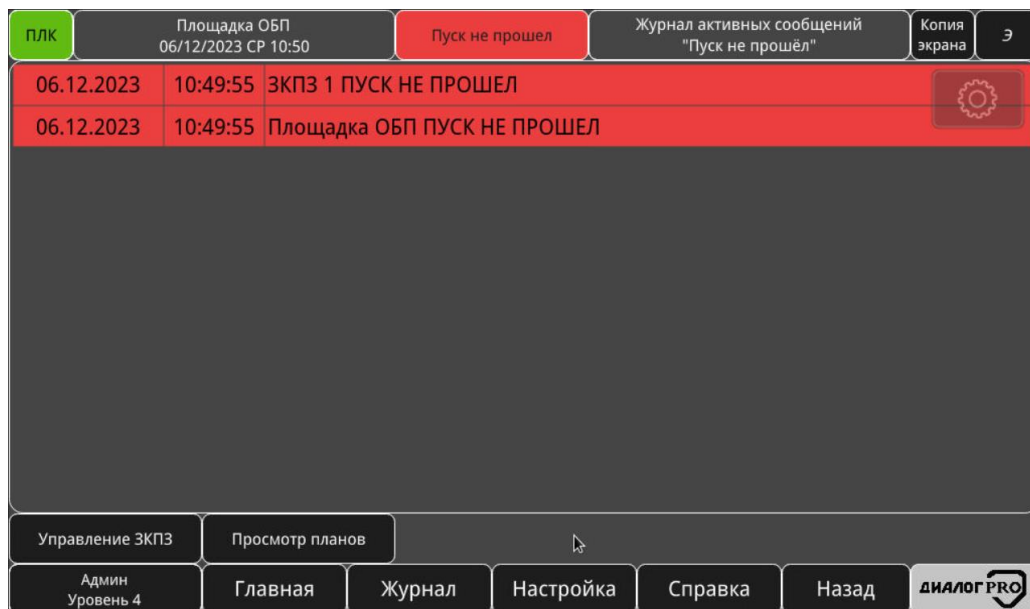 ПЛК
Площадка ОБП
06/12/2023 СР 10:50
Пуск не прошел
Журнал активных сообщений
"Пуск не прошёл"
Копия
экрана
Э
06.12.2023 10:49:55 ЗКПЗ 1 ПУСК НЕ ПРОШЕЛ
06.12.2023 10:49:55 Площадка ОБП ПУСК НЕ ПРОШЕЛ
Управление ЗКПЗ
Просмотр планов
Админ
Уровень 4
Главная
Журнал
Настройка
Справка
Назад
ДИАЛОГ PRO